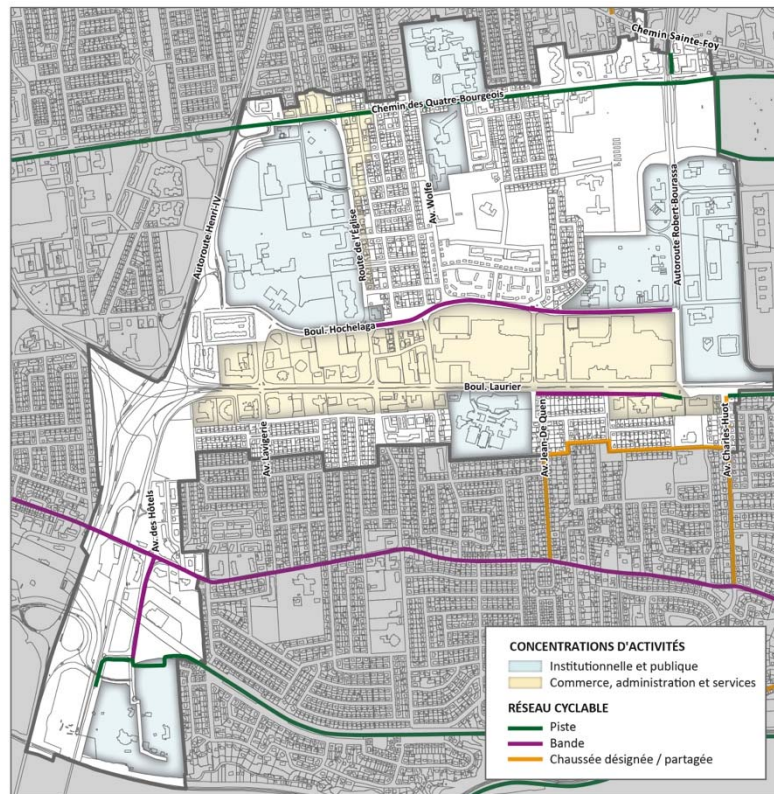 Chemin Sainte-Foy
Chemin des Quatre-Bourgeois
Autoroute Henri-IV
Route de l'Église
Av. Wolfe
Autoroute Robert-Bourassa
Boul. Hochelaga
Boul. Laurier
Av. Lavigerie
Av. Jean-De Quen
Av. Charles-Huot
Av. des Hôtels
CONCENTRATIONS D'ACTIVITÉS
Institutionnelle et publique
Commerce, administration et services
RÉSEAU CYCLABLE
Piste
Bande
Chaussée désignée / partagée